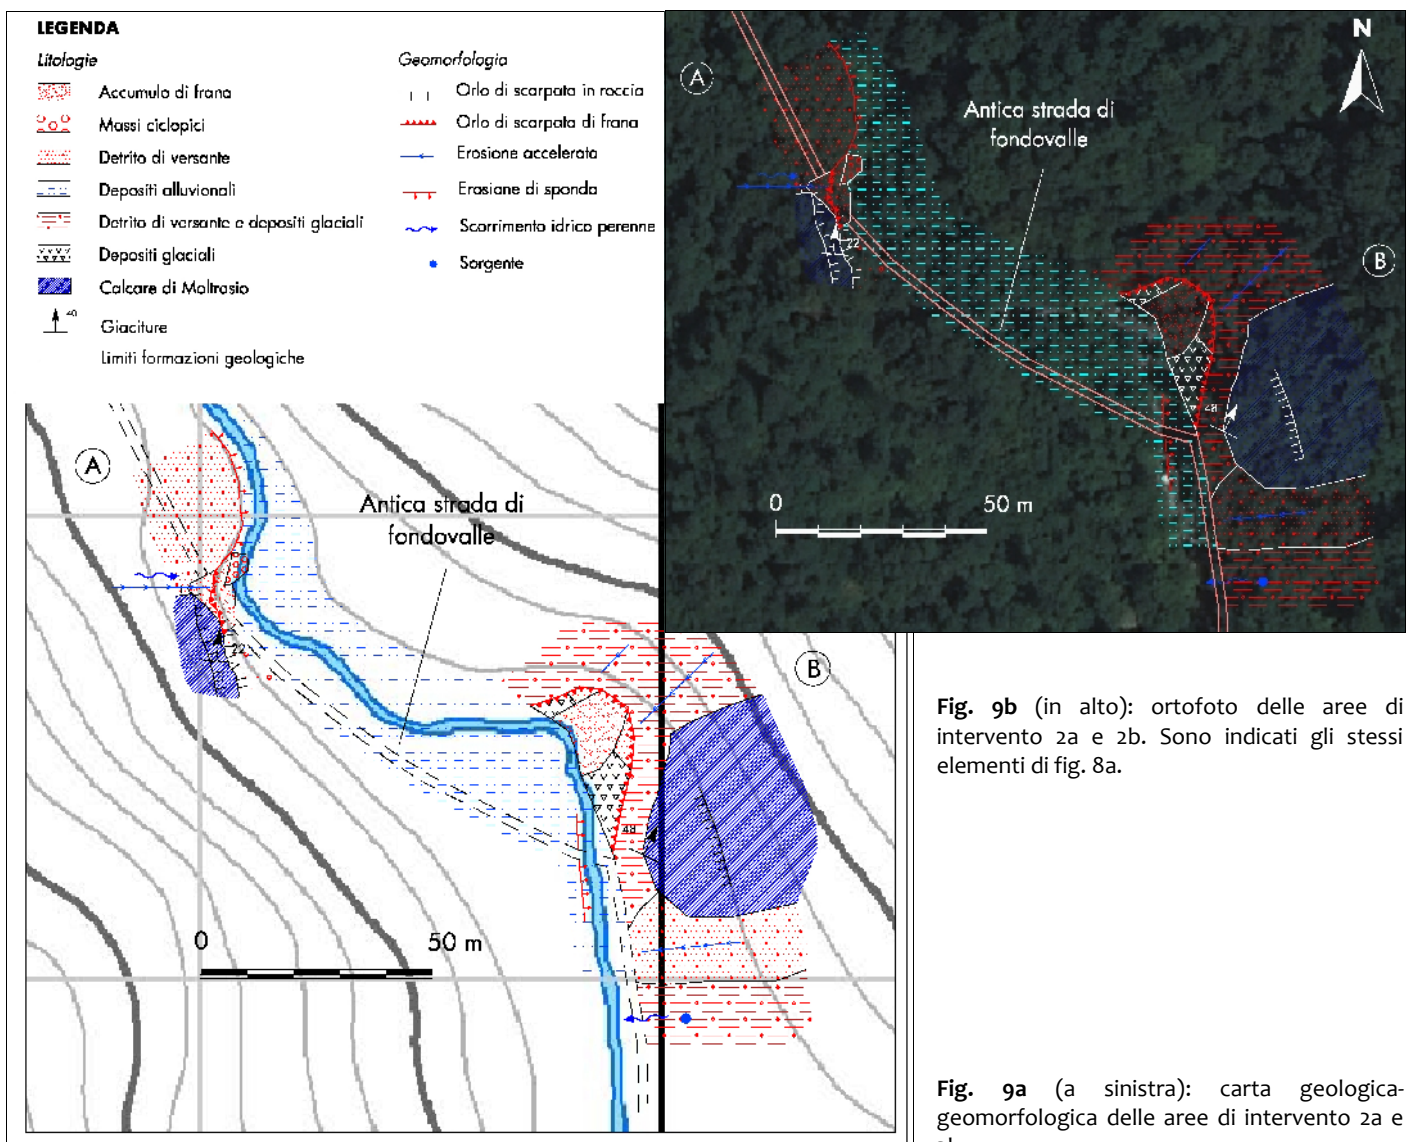 LEGENDA
Litologie
Accumulo di frana
Massi ciclopici
Detrito di versante
Depositi alluvionali
Detrito di versante e depositi glaciali
Depositi glaciali
Calcare di Moltrasio
40
Giaciture
Limiti formazioni geologiche
Geomorfologia
Orlo di scarpata in roccia
Orlo di scarpata di frana
Erosione accelerata
Erosiane di sponda
Scorrimento idrico perenne
Sorgente
A
N
Antica strada di
fondovalle
B
22
48
0 50 m
A
Antica strada di
fondovalle
22
B
48
0 50 m
Fig. 9b (in alto): ortofoto delle aree di
intervento 2a e 2b. Sono indicati gli stessi
elementi di fig. 8a.
Fig. 9a (a sinistra): carta geologica-
geomorfologica delle aree di intervento 2a e